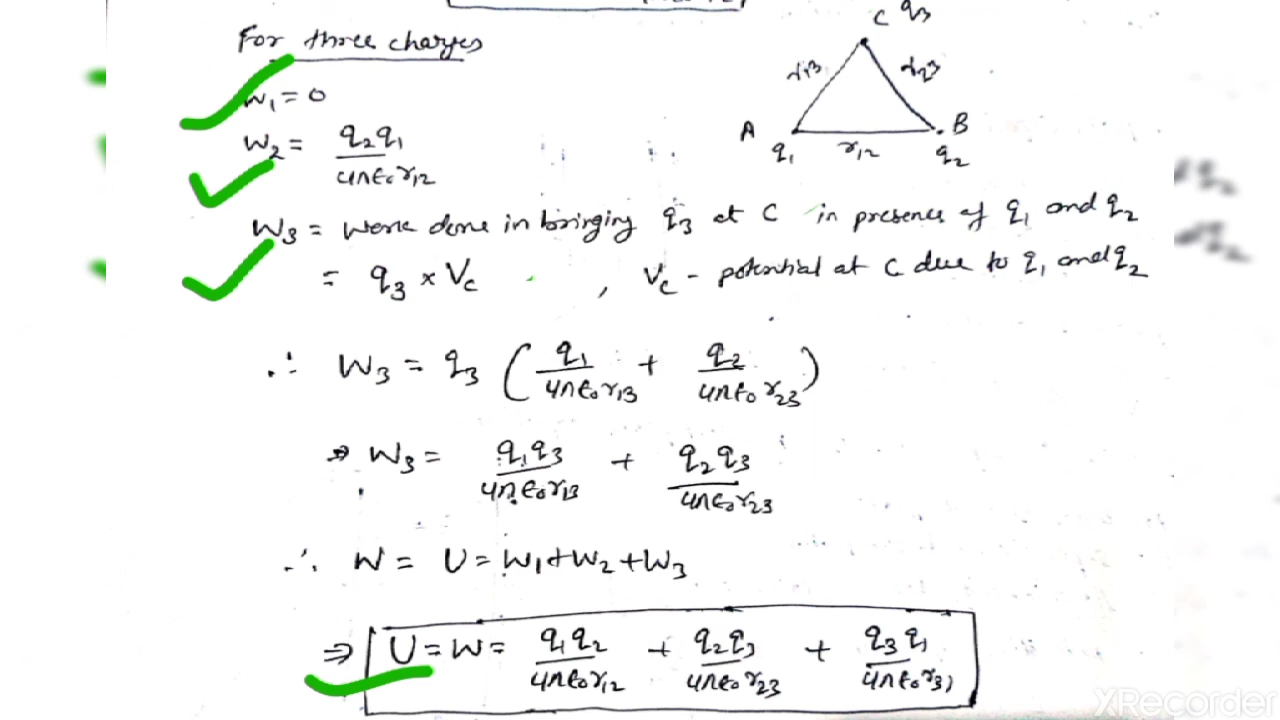 For three charges
C q₃
r₁₃
r₂₃
A
B
q₁
r₁₂
q₂
W₁ = 0
W₂ = q₂q₁ / 4πε₀r₁₂
W₃ = work done in bringing q₃ at C in presence of q₁ and q₂
= q₃ × Vc , Vc - potential at C due to q₁ and q₂
∴ W₃ = q₃ ( q₁ / 4πε₀r₁₃ + q₂ / 4πε₀r₂₃ )
⇒ W₃ = q₁q₃ / 4πε₀r₁₃ + q₂q₃ / 4πε₀r₂₃
∴ W = U = W₁ + W₂ + W₃
⇒ U = W = q₁q₂ / 4πε₀r₁₂ + q₂q₃ / 4πε₀r₂₃ + q₃q₁ / 4πε₀r₃₁
XRecorder